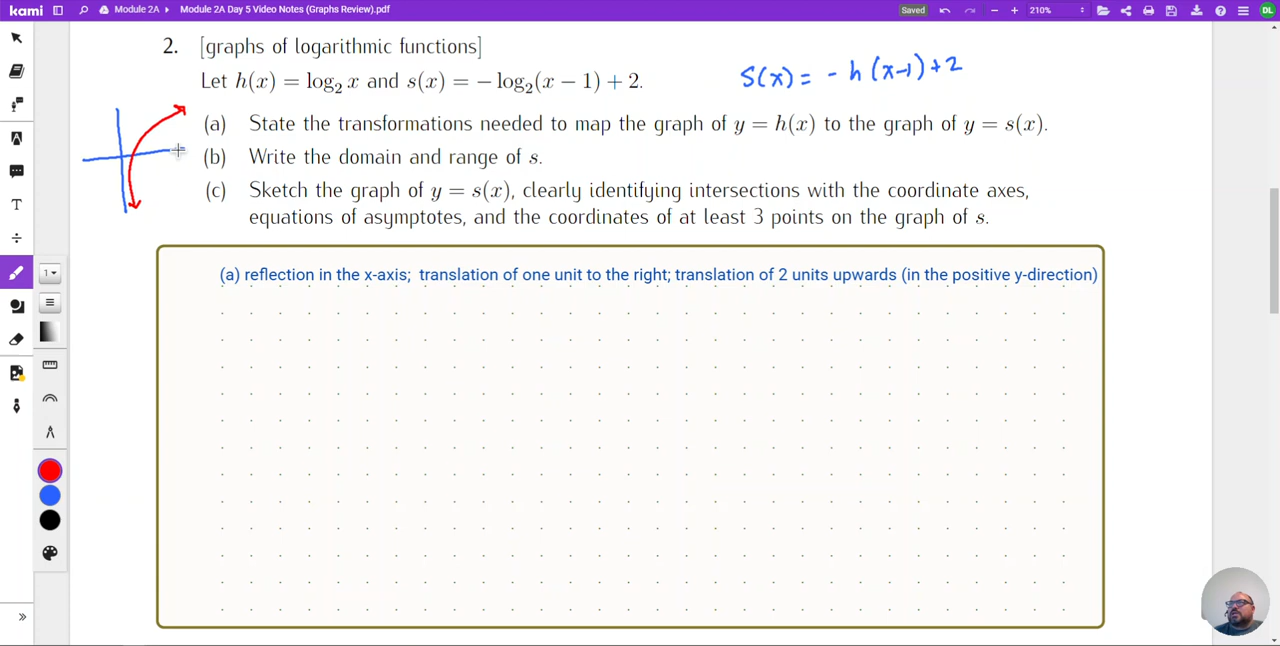 kami Module 2A Module 2A Day 5 Video Notes (Graphs Review).pdf Saved 210% DL
2. [graphs of logarithmic functions]
Let h(x) = log₂ x and s(x) = − log₂(x − 1) + 2.
S(x) = - h (x-1) + 2
(a) State the transformations needed to map the graph of y = h(x) to the graph of y = s(x).
(b) Write the domain and range of s.
(c) Sketch the graph of y = s(x), clearly identifying intersections with the coordinate axes,
equations of asymptotes, and the coordinates of at least 3 points on the graph of s.
(a) reflection in the x-axis; translation of one unit to the right; translation of 2 units upwards (in the positive y-direction)
1